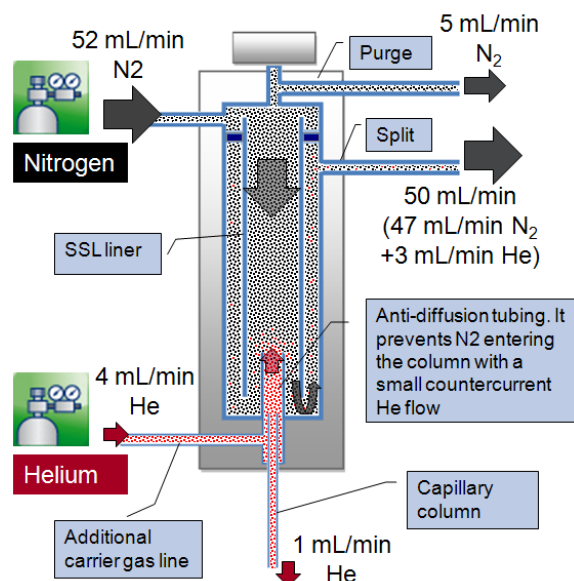 52 mL/min
N2
Nitrogen
Purge
5 mL/min
N₂
Split
50 mL/min
(47 mL/min N₂
+3 mL/min He)
SSL liner
Anti-diffusion tubing. It
prevents N2 entering
the column with a
small countercurrent
He flow
4 mL/min
He
Helium
Additional
carrier gas line
Capillary
column
1 mL/min
He